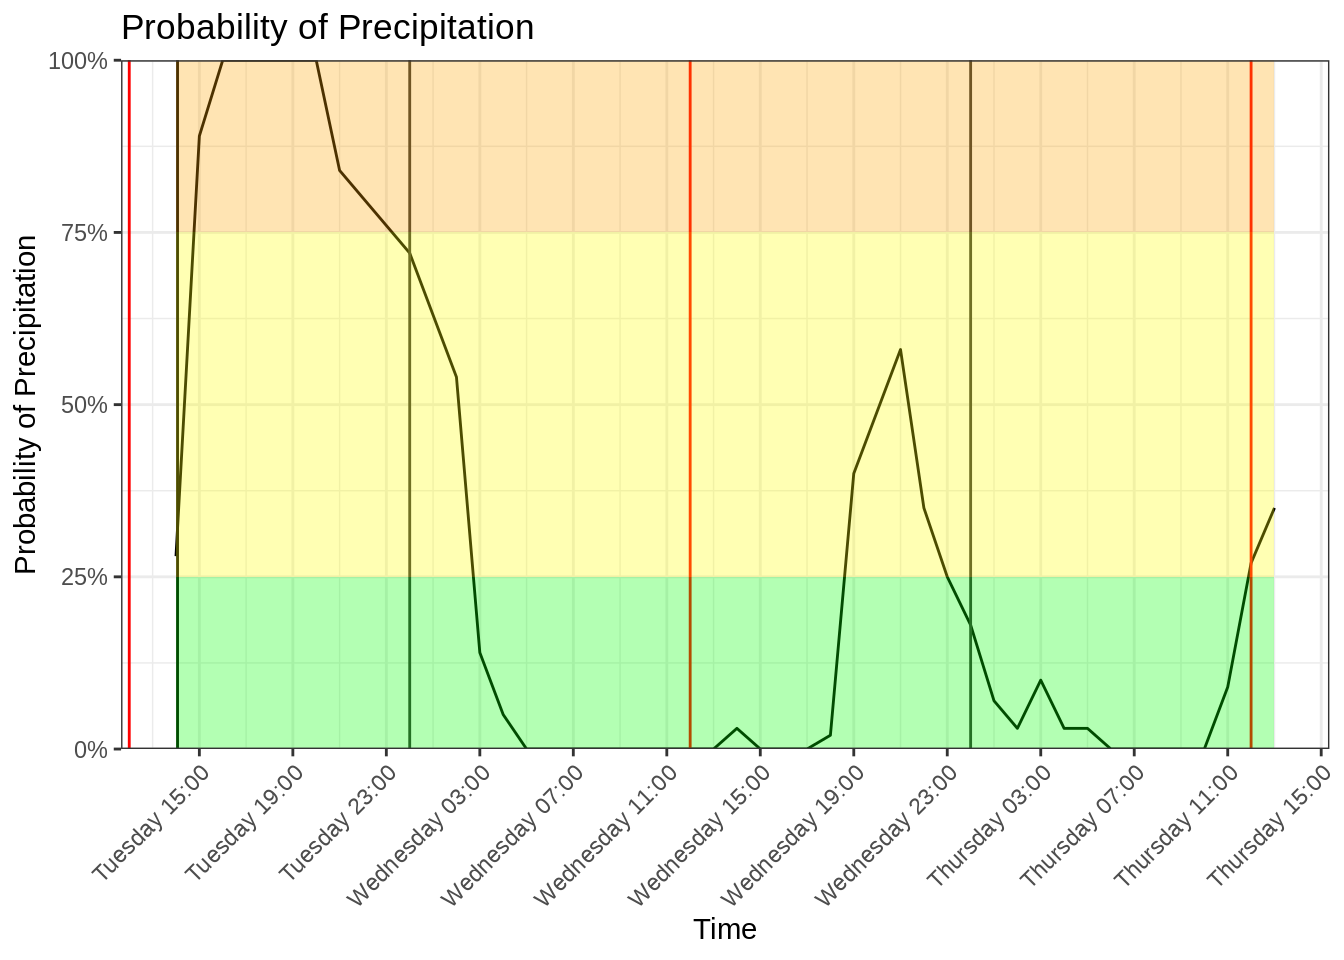 Probability of Precipitation
Probability of Precipitation
100%
75%
50%
25%
0%
Tuesday 15:00
Tuesday 19:00
Tuesday 23:00
Wednesday 03:00
Wednesday 07:00
Wednesday 11:00
Wednesday 15:00
Wednesday 19:00
Wednesday 23:00
Thursday 03:00
Thursday 07:00
Thursday 11:00
Thursday 15:00
Time